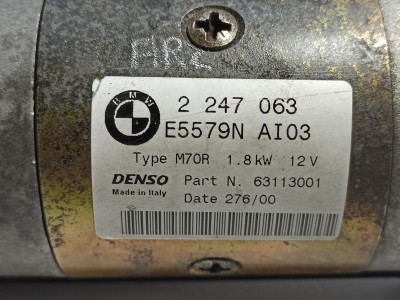 BMW
2 247 063
E5579N AI03
Type M70R 1.8kW 12V
DENSO Part N. 63113001
Made in Italy
Date 276/00